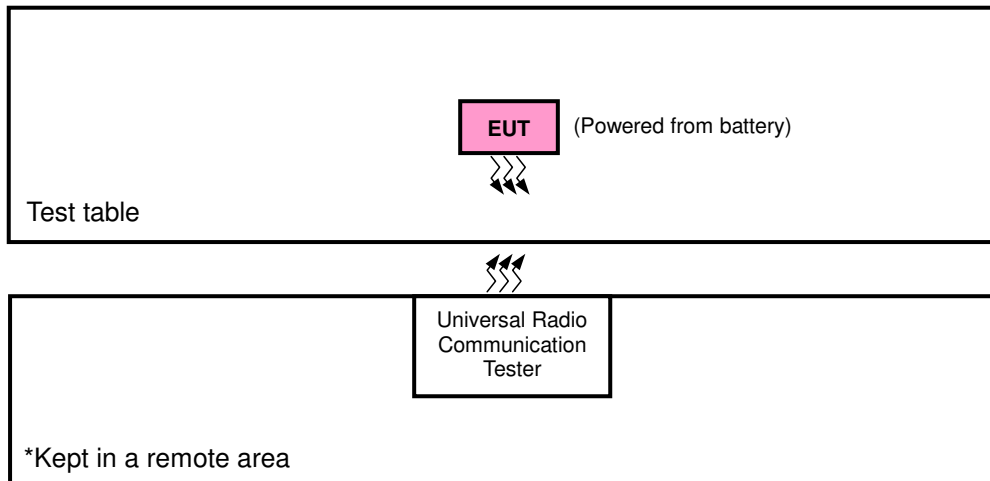 EUT
(Powered from battery)
Test table
Universal Radio
Communication
Tester
*Kept in a remote area